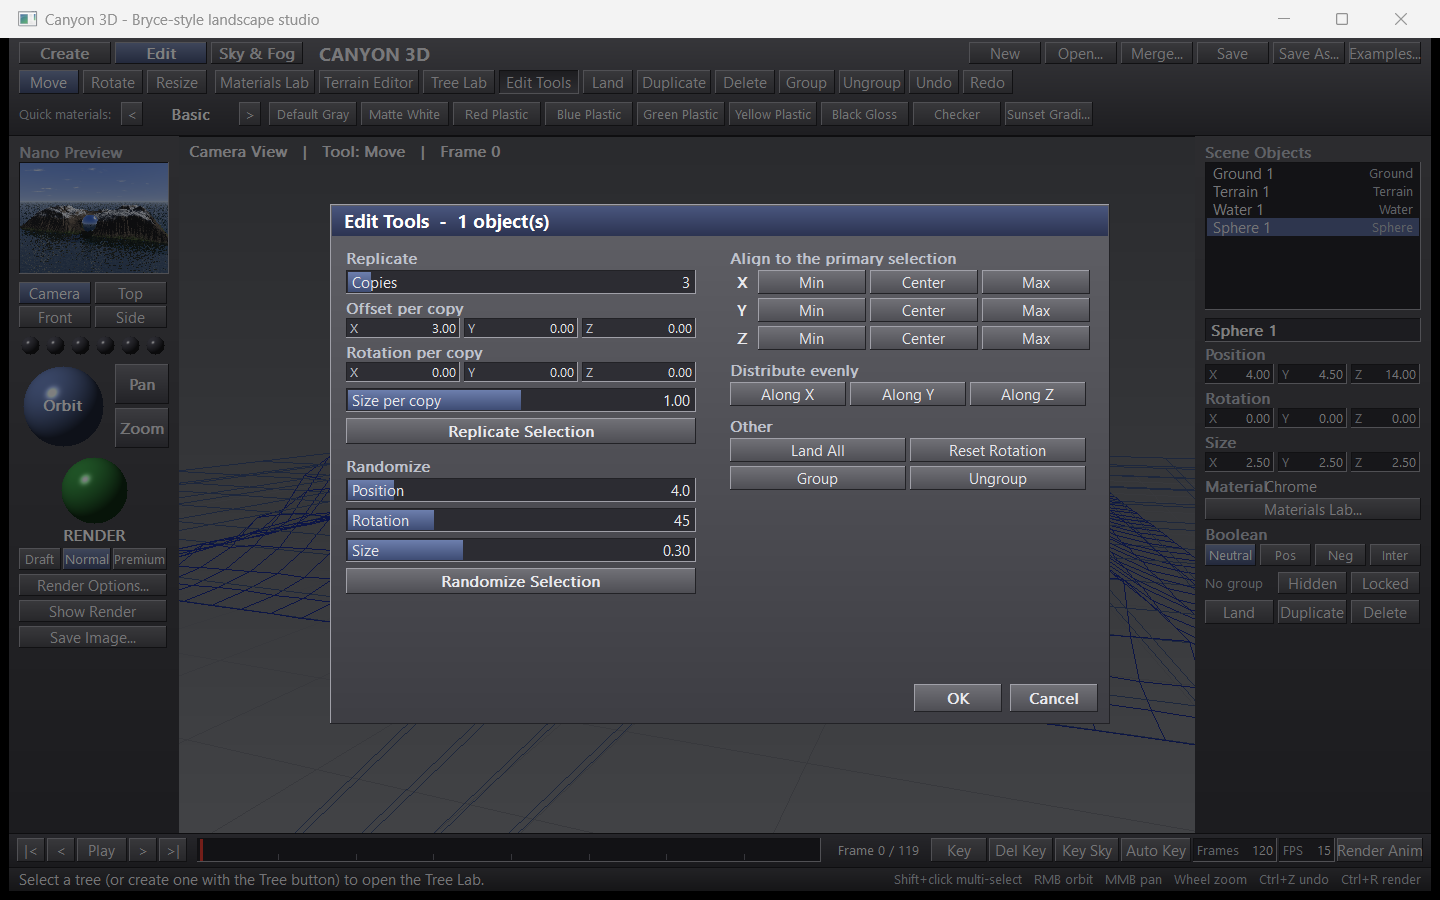 Canyon 3D - Bryce-style landscape studio
Create Edit Sky & Fog CANYON 3D New Open... Merge... Save Save As... Examples...
Move Rotate Resize Materials Lab Terrain Editor Tree Lab Edit Tools Land Duplicate Delete Group Ungroup Undo Redo
Quick materials: < Basic > Default Gray Matte White Red Plastic Blue Plastic Green Plastic Yellow Plastic Black Gloss Checker Sunset Gradi...
Nano Preview
Camera Top
Front Side
Orbit
Pan
Zoom
RENDER
Draft Normal Premium
Render Options...
Show Render
Save Image...
Camera View | Tool: Move | Frame 0
Edit Tools - 1 object(s)
Replicate
Copies 3
Offset per copy
X 3.00 Y 0.00 Z 0.00
Rotation per copy
X 0.00 Y 0.00 Z 0.00
Size per copy 1.00
Replicate Selection
Randomize
Position 4.0
Rotation 45
Size 0.30
Randomize Selection
Align to the primary selection
X Min Center Max
Y Min Center Max
Z Min Center Max
Distribute evenly
Along X Along Y Along Z
Other
Land All Reset Rotation
Group Ungroup
OK Cancel
Scene Objects
Ground 1 Ground
Terrain 1 Terrain
Water 1 Water
Sphere 1 Sphere
Sphere 1
Position
X 4.00 Y 4.50 Z 14.00
Rotation
X 0.00 Y 0.00 Z 0.00
Size
X 2.50 Y 2.50 Z 2.50
Material Chrome
Materials Lab...
Boolean
Neutral Pos Neg Inter
No group Hidden Locked
Land Duplicate Delete
|< < Play > >| Frame 0 / 119 Key Del Key Key Sky Auto Key Frames 120 FPS 15 Render Anim
Select a tree (or create one with the Tree button) to open the Tree Lab.
Shift+click multi-select RMB orbit MMB pan Wheel zoom Ctrl+Z undo Ctrl+R render